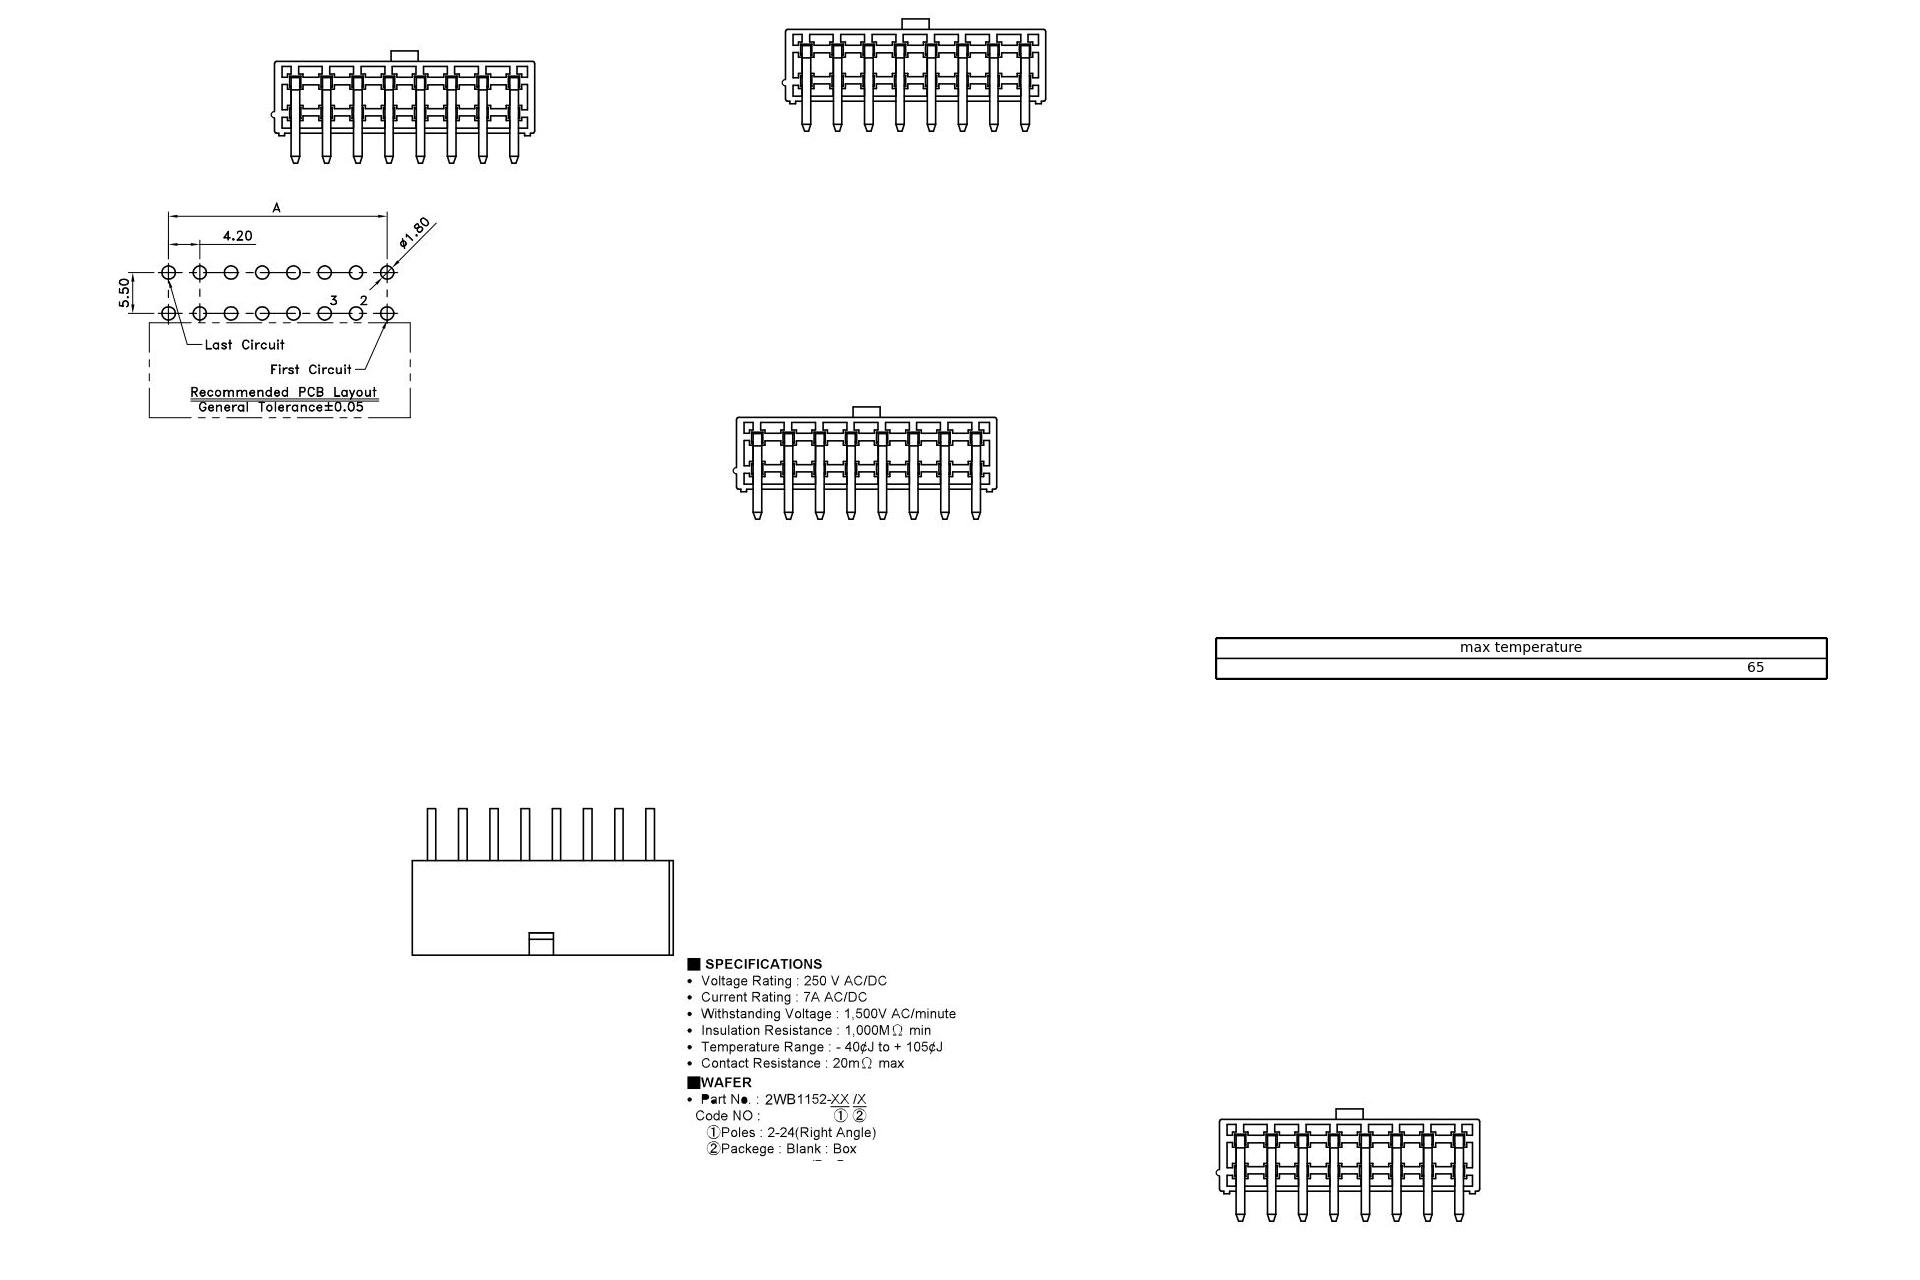 A
4.20
ø1.80
5.50
3 2
Last Circuit
First Circuit
Recommended PCB Layout
General Tolerance±0.05
max temperature
65
■ SPECIFICATIONS
• Voltage Rating : 250 V AC/DC
• Current Rating : 7A AC/DC
• Withstanding Voltage : 1,500V AC/minute
• Insulation Resistance : 1,000MΩ min
• Temperature Range : - 40¢J to + 105¢J
• Contact Resistance : 20mΩ max
■WAFER
• Part No. : 2WB1152-XX /X
Code NO : ① ②
①Poles : 2-24(Right Angle)
②Packege : Blank : Box